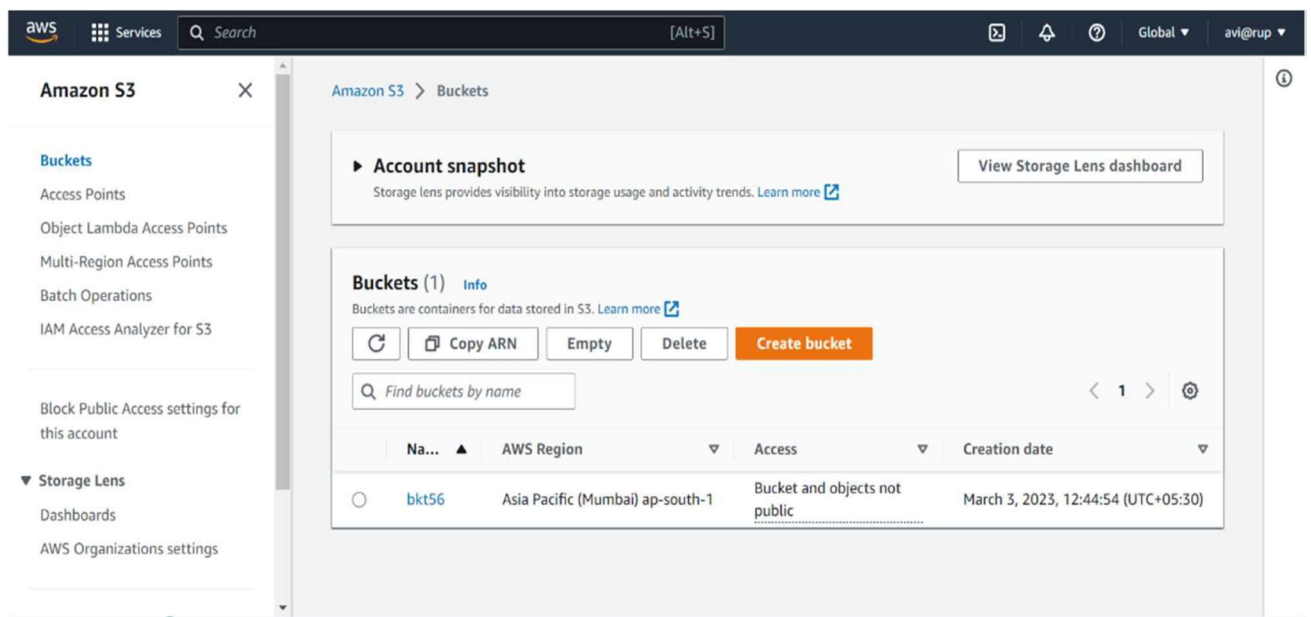 aws Services Search [Alt+S] Global ▼ avi@rup ▼
Amazon S3
Buckets
Access Points
Object Lambda Access Points
Multi-Region Access Points
Batch Operations
IAM Access Analyzer for S3
Block Public Access settings for
this account
▼ Storage Lens
Dashboards
AWS Organizations settings
Amazon S3 > Buckets
▶ Account snapshot
View Storage Lens dashboard
Storage lens provides visibility into storage usage and activity trends. Learn more
Buckets (1) Info
Buckets are containers for data stored in S3. Learn more
Copy ARN Empty Delete Create bucket
Find buckets by name
< 1 >
Na... ▲ AWS Region Access Creation date
bkt56 Asia Pacific (Mumbai) ap-south-1 Bucket and objects not March 3, 2023, 12:44:54 (UTC+05:30)
public